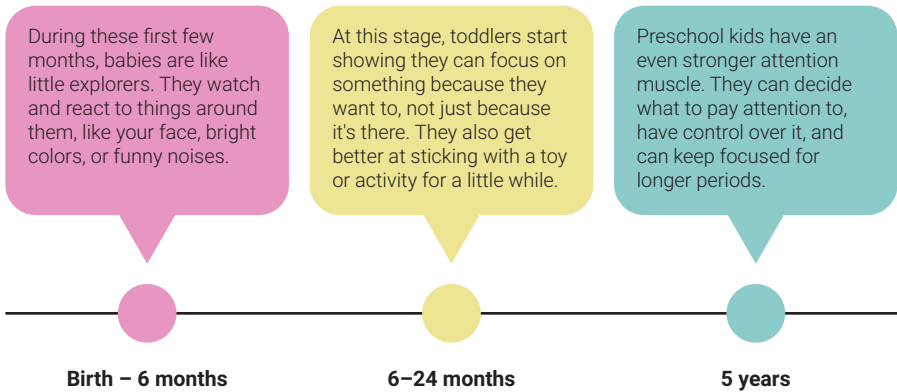 During these first few
months, babies are like
little explorers. They watch
and react to things around
them, like your face, bright
colors, or funny noises.
At this stage, toddlers start
showing they can focus on
something because they
want to, not just because
it's there. They also get
better at sticking with a toy
or activity for a little while.
Preschool kids have an
even stronger attention
muscle. They can decide
what to pay attention to,
have control over it, and
can keep focused for
longer periods.
Birth – 6 months
6–24 months
5 years